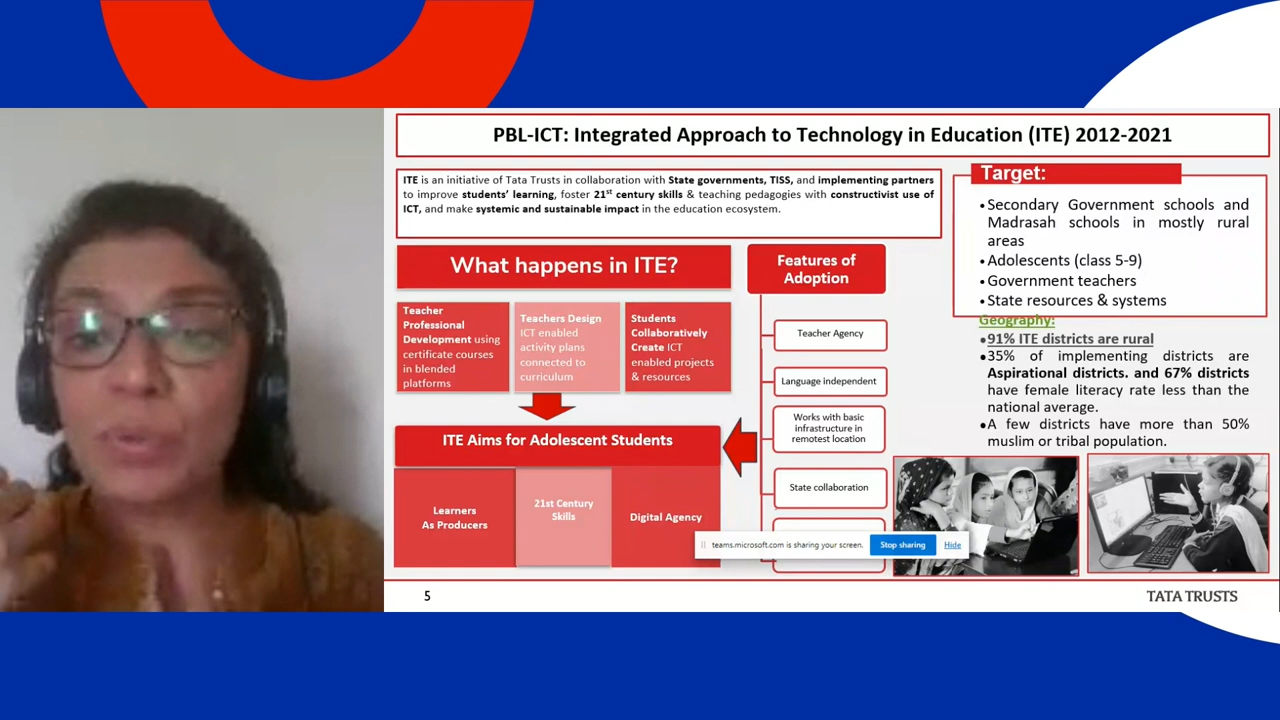 PBL-ICT: Integrated Approach to Technology in Education (ITE) 2012-2021
ITE is an initiative of Tata Trusts in collaboration with State governments, TISS, and implementing partners
to improve students' learning, foster 21st century skills & teaching pedagogies with constructivist use of
ICT, and make systemic and sustainable impact in the education ecosystem.
What happens in ITE?
Teacher
Professional
Development using
certificate courses
in blended
platforms
Teachers Design
ICT enabled
activity plans
connected to
curriculum
Students
Collaboratively
Create ICT
enabled projects
& resources
ITE Aims for Adolescent Students
Learners
As Producers
21st Century
Skills
Digital Agency
Features of
Adoption
Teacher Agency
Language independent
Works with basic
infrastructure in
remotest location
State collaboration
Target:
•Secondary Government schools and
Madrasah schools in mostly rural
areas
•Adolescents (class 5-9)
•Government teachers
•State resources & systems
Geography:
•91% ITE districts are rural
•35% of implementing districts are
Aspirational districts. and 67% districts
have female literacy rate less than the
national average.
•A few districts have more than 50%
muslim or tribal population.
teams.microsoft.com is sharing your screen.
Stop sharing
Hide
5
TATA TRUSTS